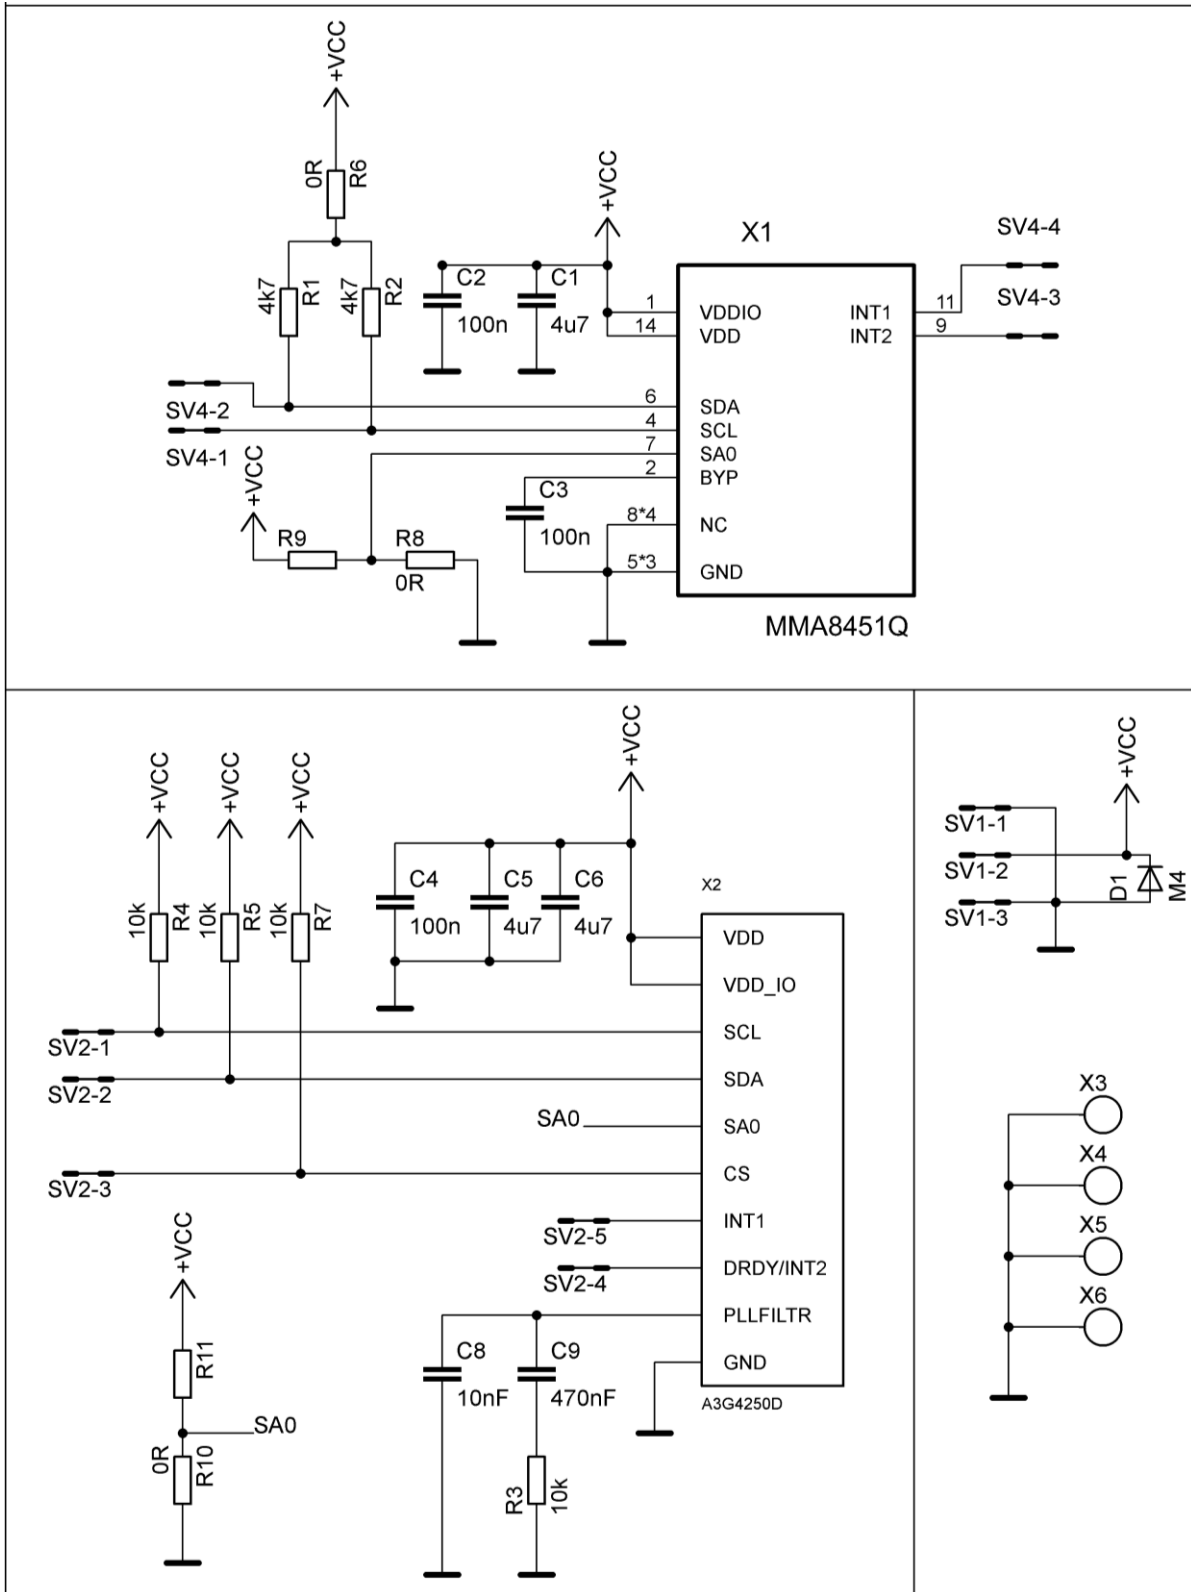 +VCC
0R
R6
+VCC
X1
SV4-4
4k7
R1
4k7
R2
C2
100n
C1
4u7
1
VDDIO
14
VDD
INT1
11
SV4-3
INT2
9
SV4-2
6
SDA
4
SCL
SV4-1
7
SA0
2
BYP
+VCC
C3
100n
8*4
NC
R9
R8
0R
5*3
GND
MMA8451Q
+VCC
+VCC
+VCC
+VCC
10k
R4
10k
R5
10k
R7
C4
100n
C5
4u7
C6
4u7
X2
VDD
VDD_IO
SV2-1
SCL
SV2-2
SDA
SA0
SA0
SV2-3
CS
SV2-5
INT1
SV2-4
DRDY/INT2
PLLFILTR
GND
A3G4250D
+VCC
R11
SA0
0R
R10
C8
10nF
C9
470nF
R3
10k
+VCC
SV1-1
SV1-2
SV1-3
D1
M4
X3
X4
X5
X6